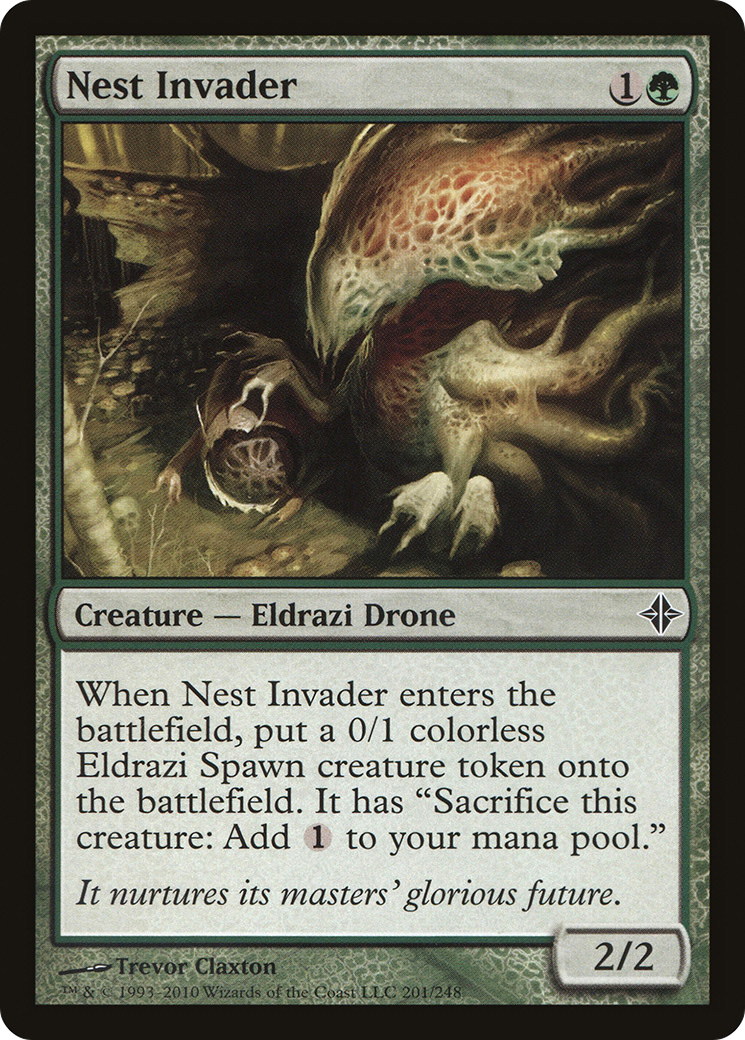 Nest Invader 1
Creature — Eldrazi Drone
When Nest Invader enters the
battlefield, put a 0/1 colorless
Eldrazi Spawn creature token onto
the battlefield. It has “Sacrifice this
creature: Add 1 to your mana pool.”
It nurtures its masters’ glorious future.
2/2
Trevor Claxton
™ & © 1993–2010 Wizards of the Coast LLC 201/248